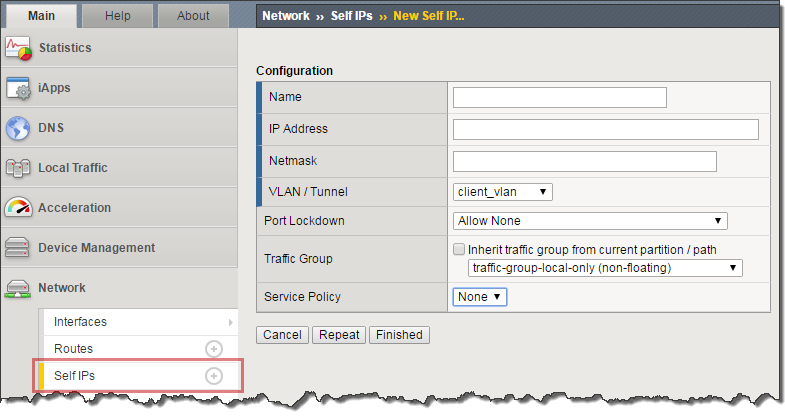 Main Help About
Network ›› Self IPs ›› New Self IP...
Statistics
iApps
DNS
Local Traffic
Acceleration
Device Management
Network
Interfaces
Routes
Self IPs
Configuration
Name
IP Address
Netmask
VLAN / Tunnel client_vlan
Port Lockdown Allow None
Traffic Group Inherit traffic group from current partition / path
traffic-group-local-only (non-floating)
Service Policy None
Cancel Repeat Finished